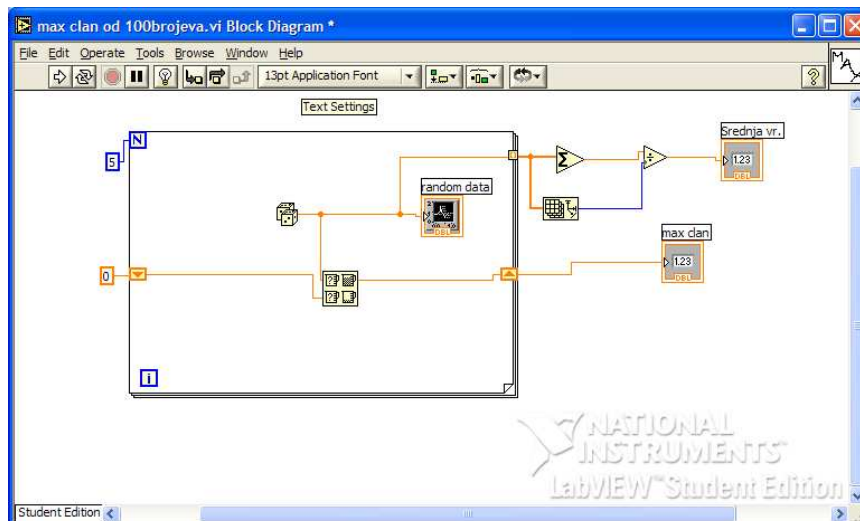 max clan od 100brojeva.vi Block Diagram *
File Edit Operate Tools Browse Window Help
13pt Application Font
?
MAX
Text Settings
N
5
Srednja vr.
Σ
÷
1.23
DBL
random data
DBL
max clan
1.23
DBL
0
i
NATIONAL
INSTRUMENTS
LabVIEW™ Student Edition
Student Edition